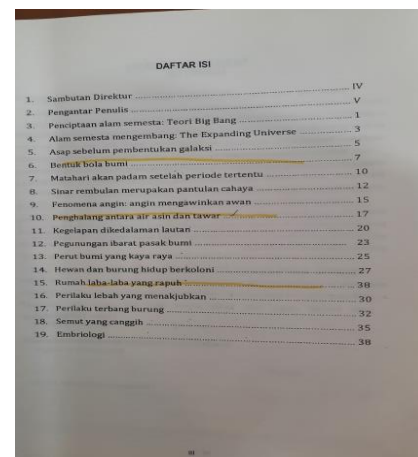 DAFTAR ISI
1. Sambutan Direktur ........ IV
2. Pengantar Penulis ........ V
3. Penciptaan alam semesta: Teori Big Bang ........ 1
4. Alam semesta mengembang: The Expanding Universe ........ 3
5. Asap sebelum pembentukan galaksi ........ 5
6. Bentuk bola bumi ........ 7
7. Matahari akan padam setelah periode tertentu ........ 10
8. Sinar rembulan merupakan pantulan cahaya ........ 12
9. Fenomena angin: angin mengawinkan awan ........ 15
10. Penghalang antara air asin dan tawar ........ 17
11. Kegelapan dikedalaman lautan ........ 20
12. Pegunungan ibarat pasak bumi ........ 23
13. Perut bumi yang kaya raya ........ 25
14. Hewan dan burung hidup berkoloni ........ 27
15. Rumah laba-laba yang rapuh ........ 38
16. Perilaku lebah yang menakjubkan ........ 30
17. Perilaku terbang burung ........ 32
18. Semut yang canggih ........ 35
19. Embriologi ........ 38